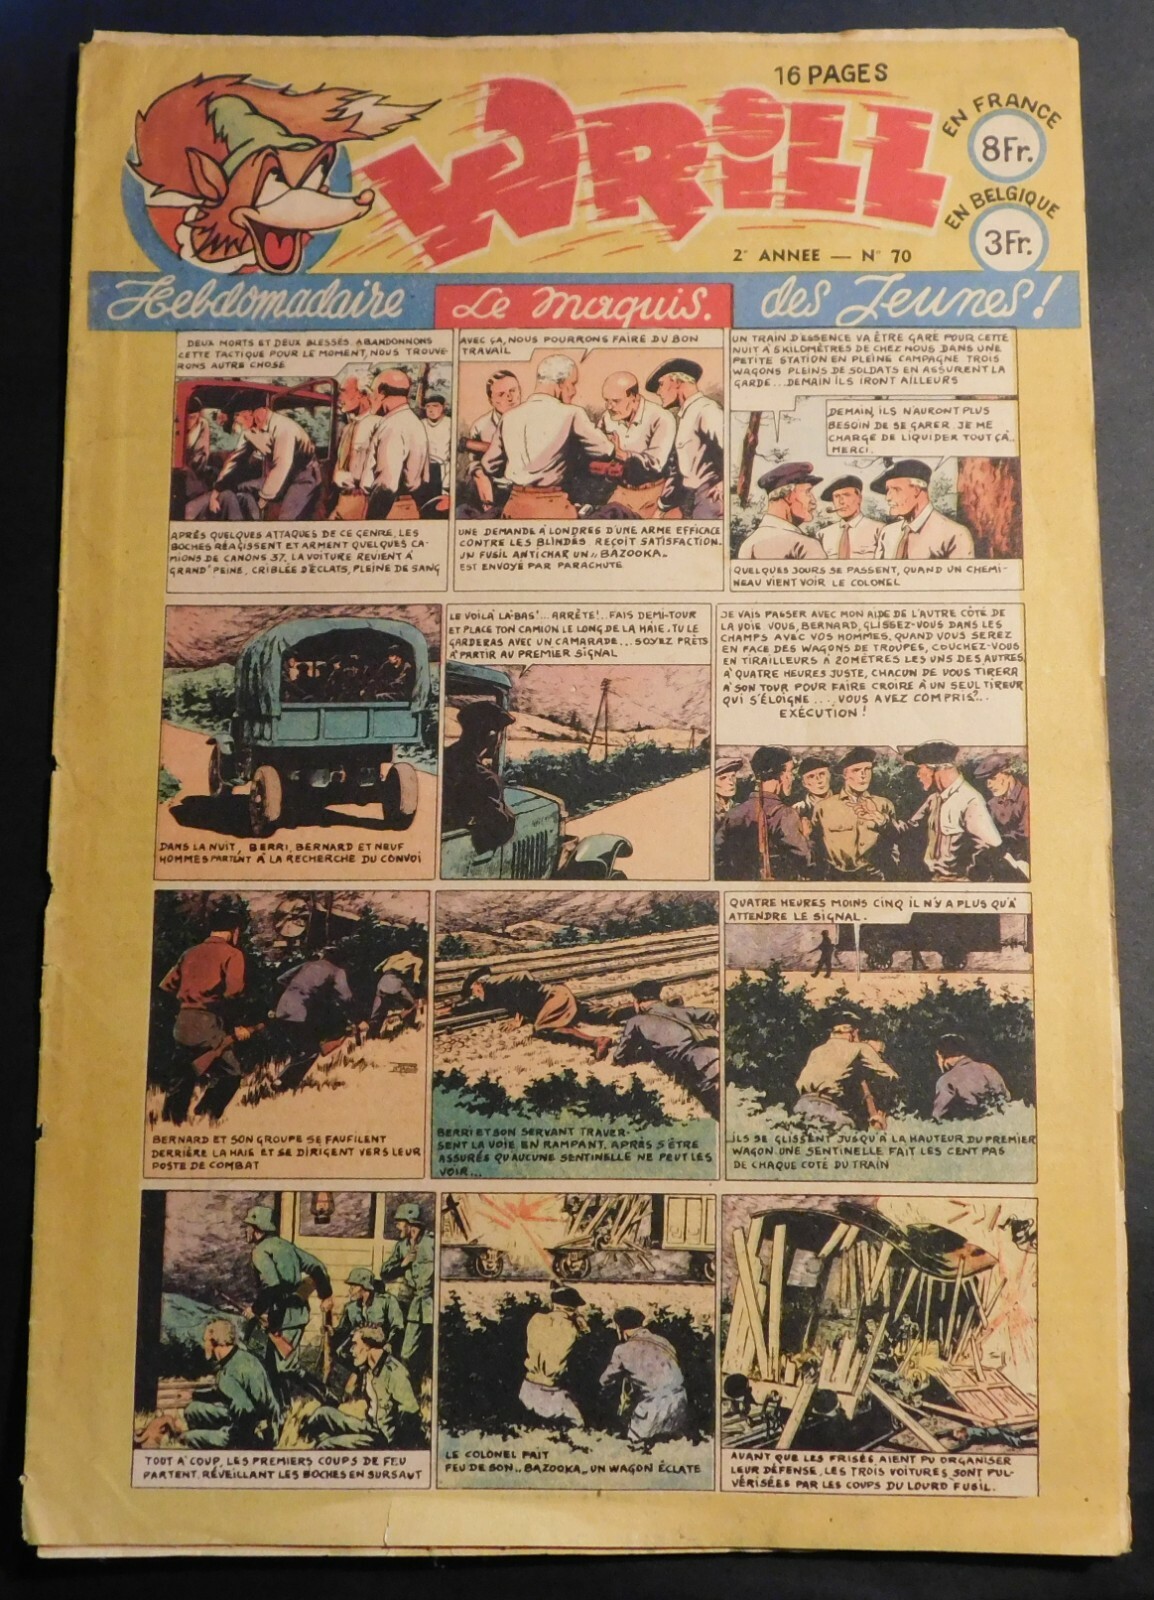 16 PAGES
WRILL
EN FRANCE
8Fr.
EN BELGIQUE
3Fr.
2e ANNEE — N° 70
Hebdomadaire Le Maquis. des Jeunes!
DEUX MORTS ET DEUX BLESSÉS ABANDONNONS
CETTE TACTIQUE POUR LE MOMENT, NOUS TROUVE-
RONS AUTRE CHOSE
APRÈS QUELQUES ATTAQUES DE CE GENRE, LES
BOCHES RÉAGISSENT ET ARMENT QUELQUES CA-
MIONS DE CANONS 37. LA VOITURE REVIENT À
GRAND'PEINE, CRIBLÉE D'ÉCLATS, PLEINE DE SANG
AVEC ÇA, NOUS POURRONS FAIRE DU BON
TRAVAIL
UNE DEMANDE À LONDRES D'UNE ARME EFFICACE
CONTRE LES BLINDÉS REÇOIT SATISFACTION.
UN FUSIL ANTICHAR UN „BAZOOKA„
EST ENVOYÉ PAR PARACHUTE
UN TRAIN D'ESSENCE VA ÊTRE GARÉ POUR CETTE
NUIT À 5 KILOMÈTRES DE CHEZ NOUS DANS UNE
PETITE STATION EN PLEINE CAMPAGNE TROIS
WAGONS PLEINS DE SOLDATS EN ASSURENT LA
GARDE... DEMAIN ILS IRONT AILLEURS
DEMAIN, ILS N'AURONT PLUS
BESOIN DE SE GARER. JE ME
CHARGE DE LIQUIDER TOUT ÇA..
MERCI.
QUELQUES JOURS SE PASSENT, QUAND UN CHEMI-
NEAU VIENT VOIR LE COLONEL
DANS LA NUIT, BERRI, BERNARD ET NEUF
HOMMES PARTENT À LA RECHERCHE DU CONVOI
LE VOILÀ LÀ-BAS!... ARRÊTE!.. FAIS DEMI-TOUR
ET PLACE TON CAMION LE LONG DE LA HAIE. TU LE
GARDERAS AVEC UN CAMARADE... SOYEZ PRÊTS
À PARTIR AU PREMIER SIGNAL
JE VAIS PASSER AVEC MON AIDE DE L'AUTRE CÔTÉ DE
LA VOIE. VOUS, BERNARD, GLISSEZ-VOUS DANS LES
CHAMPS AVEC VOS HOMMES. QUAND VOUS SEREZ
EN FACE DES WAGONS DE TROUPES, COUCHEZ-VOUS
EN TIRAILLEURS À 20 MÈTRES LES UNS DES AUTRES,
À QUATRE HEURES JUSTE, CHACUN DE VOUS TIRERA
À SON TOUR POUR FAIRE CROIRE À UN SEUL TIREUR
QUI S'ÉLOIGNE .... VOUS AVEZ COMPRIS?..
EXÉCUTION!
BERNARD ET SON GROUPE SE FAUFILENT
DERRIÈRE LA HAIE ET SE DIRIGENT VERS LEUR
POSTE DE COMBAT
BERRI ET SON SERVANT TRAVER-
SENT LA VOIE EN RAMPANT, APRÈS S'ÊTRE
ASSURÉS QU'AUCUNE SENTINELLE NE PEUT LES
VOIR...
QUATRE HEURES MOINS CINQ IL N'Y A PLUS QU'À
ATTENDRE LE SIGNAL.
ILS SE GLISSENT JUSQU'À LA HAUTEUR DU PREMIER
WAGON. UNE SENTINELLE FAIT LES CENT PAS
DE CHAQUE CÔTÉ DU TRAIN
TOUT À COUP, LES PREMIERS COUPS DE FEU
PARTENT, RÉVEILLANT LES BOCHES EN SURSAUT
LE COLONEL FAIT
FEU DE SON „BAZOOKA„ UN WAGON ÉCLATE
AVANT QUE LES FRISÉS AIENT PU ORGANISER
LEUR DÉFENSE, LES TROIS VOITURES SONT PUL-
VÉRISÉES PAR LES COUPS DU LOURD FUSIL.